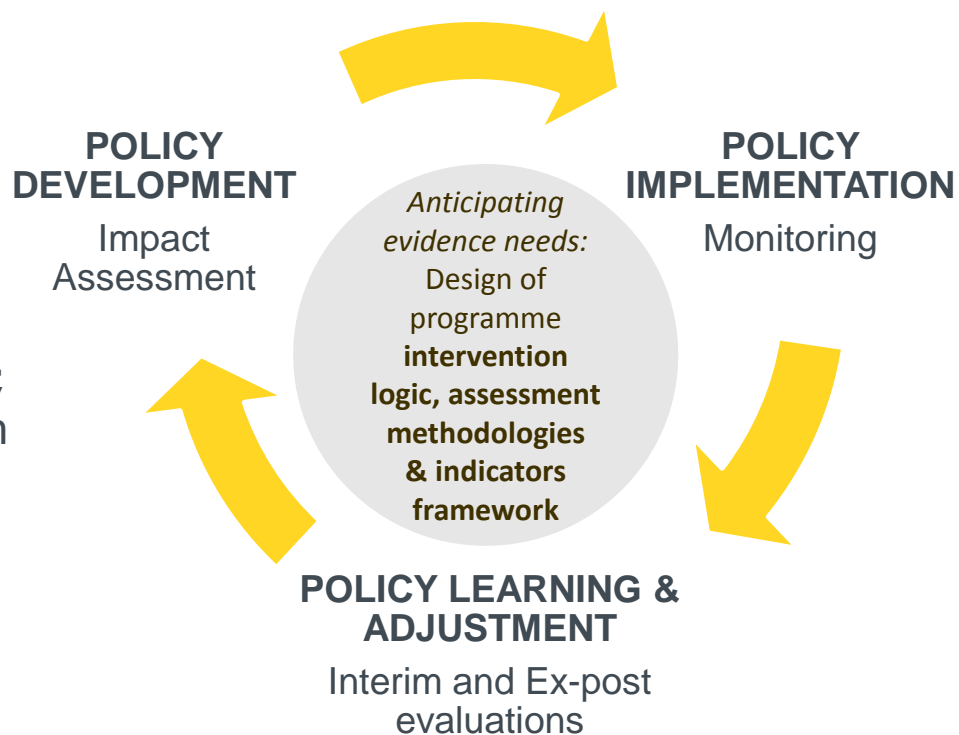 POLICY
DEVELOPMENT
Impact
Assessment
POLICY
IMPLEMENTATION
Monitoring
Anticipating
evidence needs:
Design of
programme
intervention
logic, assessment
methodologies
& indicators
framework
POLICY LEARNING &
ADJUSTMENT
Interim and Ex-post
evaluations